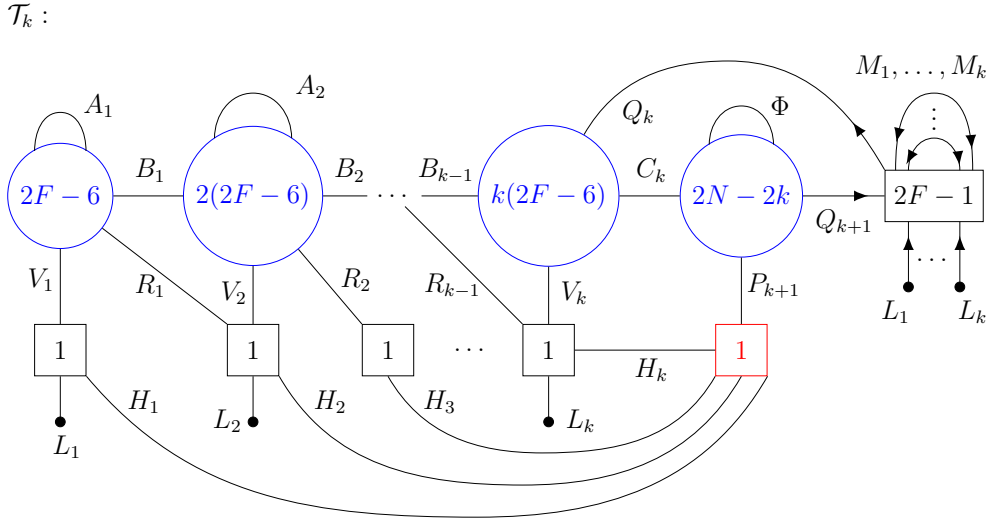 𝒯_k :
A_1
A_2
Φ
M_1, …, M_k
Q_k
2F − 6
B_1
2(2F − 6)
B_2
⋯
B_{k−1}
k(2F − 6)
C_k
2N − 2k
Q_{k+1}
2F − 1
V_1
R_1
V_2
R_2
R_{k−1}
V_k
P_{k+1}
⋯
L_1
L_k
⋮
1
1
1
⋯
1
H_k
1
H_1
H_2
H_3
L_1
L_2
L_k